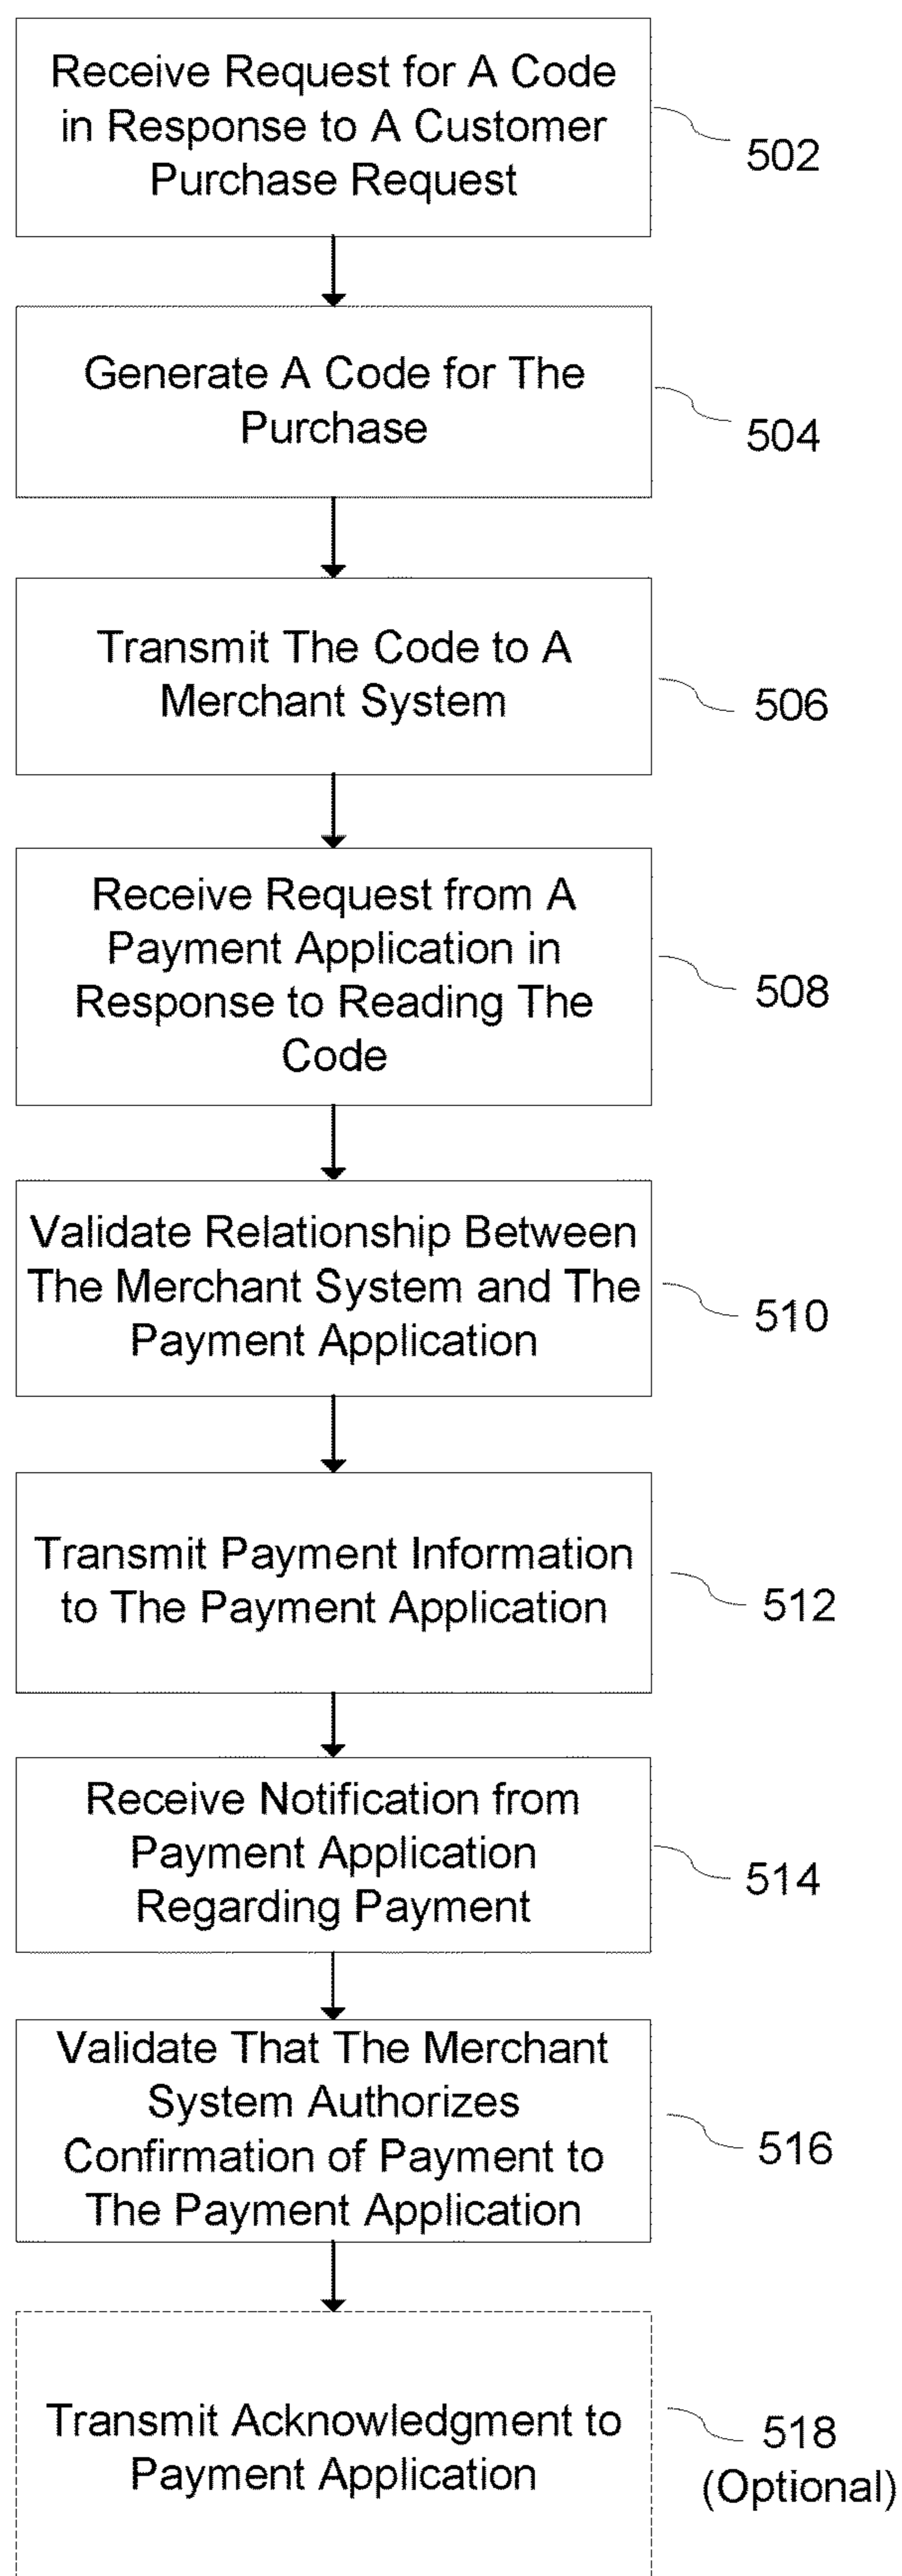 Receive Request for A Code
in Response to A Customer
Purchase Request
502
Generate A Code for The
Purchase
504
Transmit The Code to A
Merchant System
506
Receive Request from A
Payment Application in
Response to Reading The
Code
508
Validate Relationship Between
The Merchant System and The
Payment Application
510
Transmit Payment Information
to The Payment Application
512
Receive Notification from
Payment Application
Regarding Payment
514
Validate That The Merchant
System Authorizes
Confirmation of Payment to
The Payment Application
516
Transmit Acknowledgment to
Payment Application
518
(Optional)